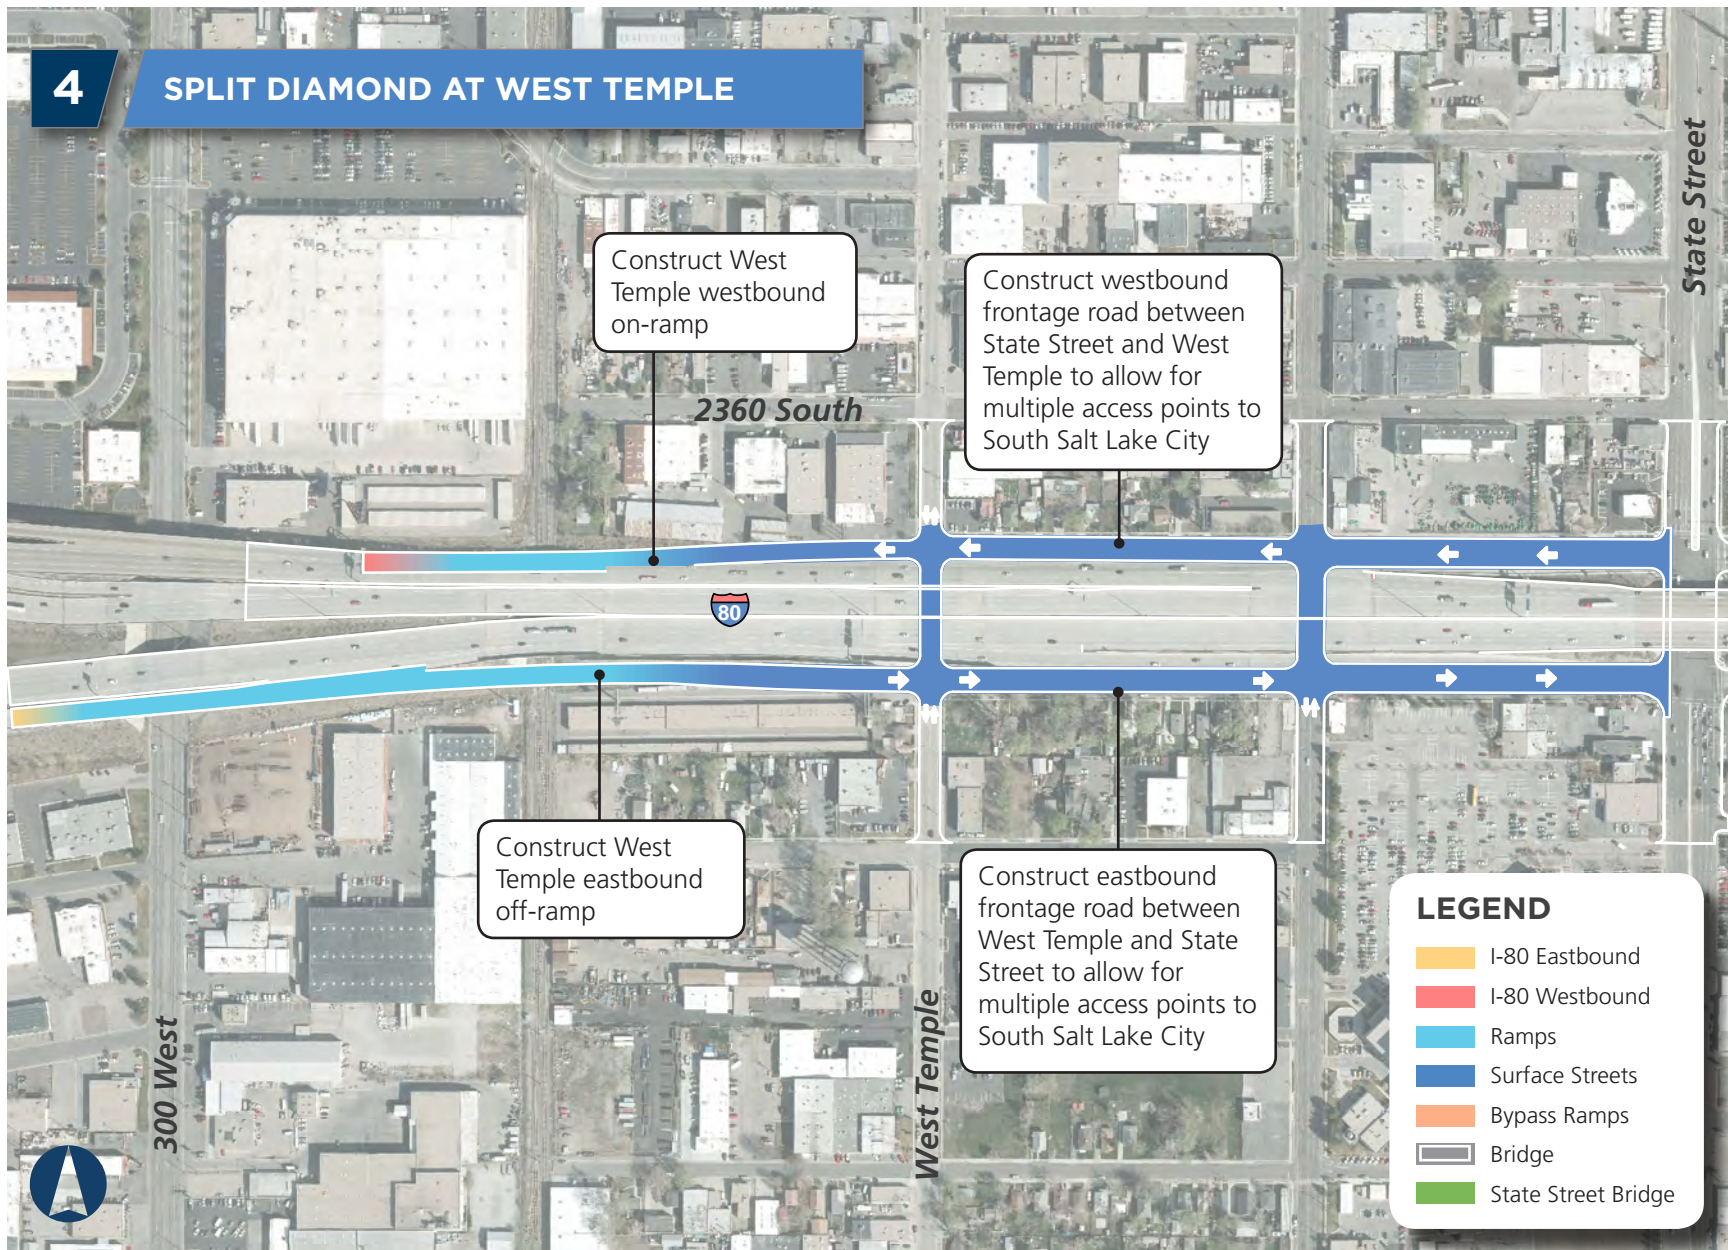 4
SPLIT DIAMOND AT WEST TEMPLE
State Street
Construct West
Temple westbound
on-ramp
Construct westbound
frontage road between
State Street and West
Temple to allow for
multiple access points to
South Salt Lake City
2360 South
80
Construct West
Temple eastbound
off-ramp
Construct eastbound
frontage road between
West Temple and State
Street to allow for
multiple access points to
South Salt Lake City
300 West
West Temple
LEGEND
I-80 Eastbound
I-80 Westbound
Ramps
Surface Streets
Bypass Ramps
Bridge
State Street Bridge